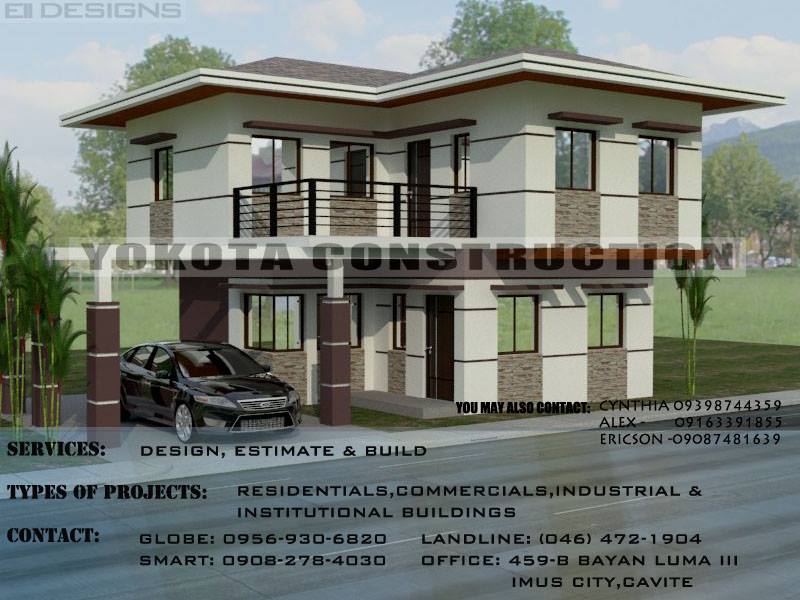 EII DESIGNS
YOKOTA CONSTRUCTION
YOU MAY ALSO CONTACT: CYNTHIA 09398744359
ALEX - 09163391855
ERICSON -09087481639
SERVICES: DESIGN, ESTIMATE & BUILD
TYPES OF PROJECTS: RESIDENTIALS,COMMERCIALS,INDUSTRIAL &
INSTITUTIONAL BUILDINGS
CONTACT: GLOBE: 0956-930-6820 LANDLINE: (046) 472-1904
SMART: 0908-278-4030 OFFICE: 459-B BAYAN LUMA III
IMUS CITY,CAVITE